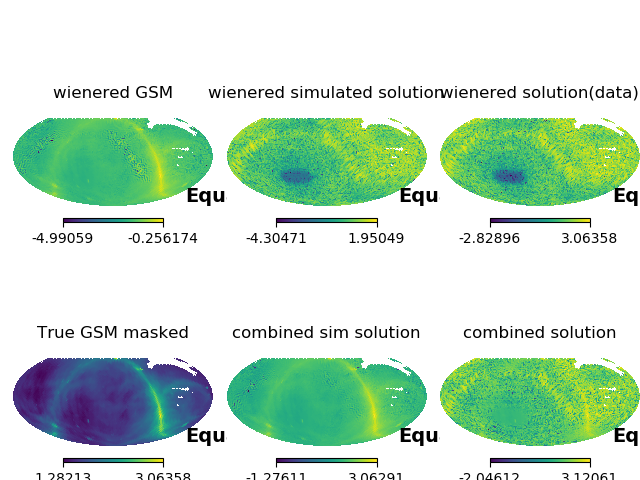 wienered GSM
wienered simulated solution
wienered solution(data)
Equ
Equ
Eq
-4.99059 -0.256174
-4.30471 1.95049
-2.82896 3.06358
True GSM masked
combined sim solution
combined solution
Equ
Equ
Eq
1.28213 3.06358
-1.27611 3.06291
-2.04612 3.12061